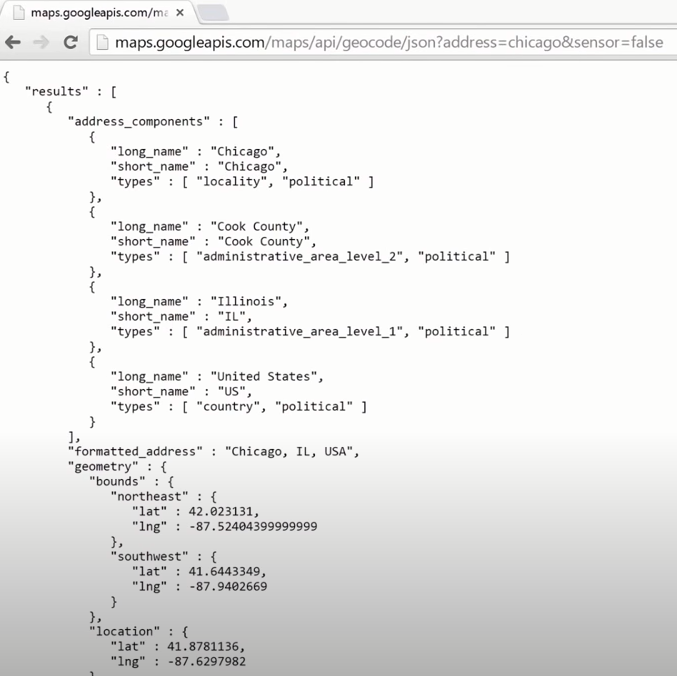 maps.googleapis.com/ma
maps.googleapis.com/maps/api/geocode/json?address=chicago&sensor=false
{
   "results" : [
      {
         "address_components" : [
            {
               "long_name" : "Chicago",
               "short_name" : "Chicago",
               "types" : [ "locality", "political" ]
            },
            {
               "long_name" : "Cook County",
               "short_name" : "Cook County",
               "types" : [ "administrative_area_level_2", "political" ]
            },
            {
               "long_name" : "Illinois",
               "short_name" : "IL",
               "types" : [ "administrative_area_level_1", "political" ]
            },
            {
               "long_name" : "United States",
               "short_name" : "US",
               "types" : [ "country", "political" ]
            }
         ],
         "formatted_address" : "Chicago, IL, USA",
         "geometry" : {
            "bounds" : {
               "northeast" : {
                  "lat" : 42.023131,
                  "lng" : -87.52404399999999
               },
               "southwest" : {
                  "lat" : 41.6443349,
                  "lng" : -87.9402669
               }
            },
            "location" : {
               "lat" : 41.8781136,
               "lng" : -87.6297982